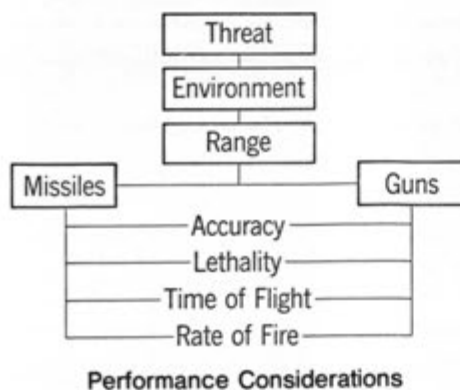 Threat
Environment
Range
Missiles
Guns
Accuracy
Lethality
Time of Flight
Rate of Fire
Performance Considerations